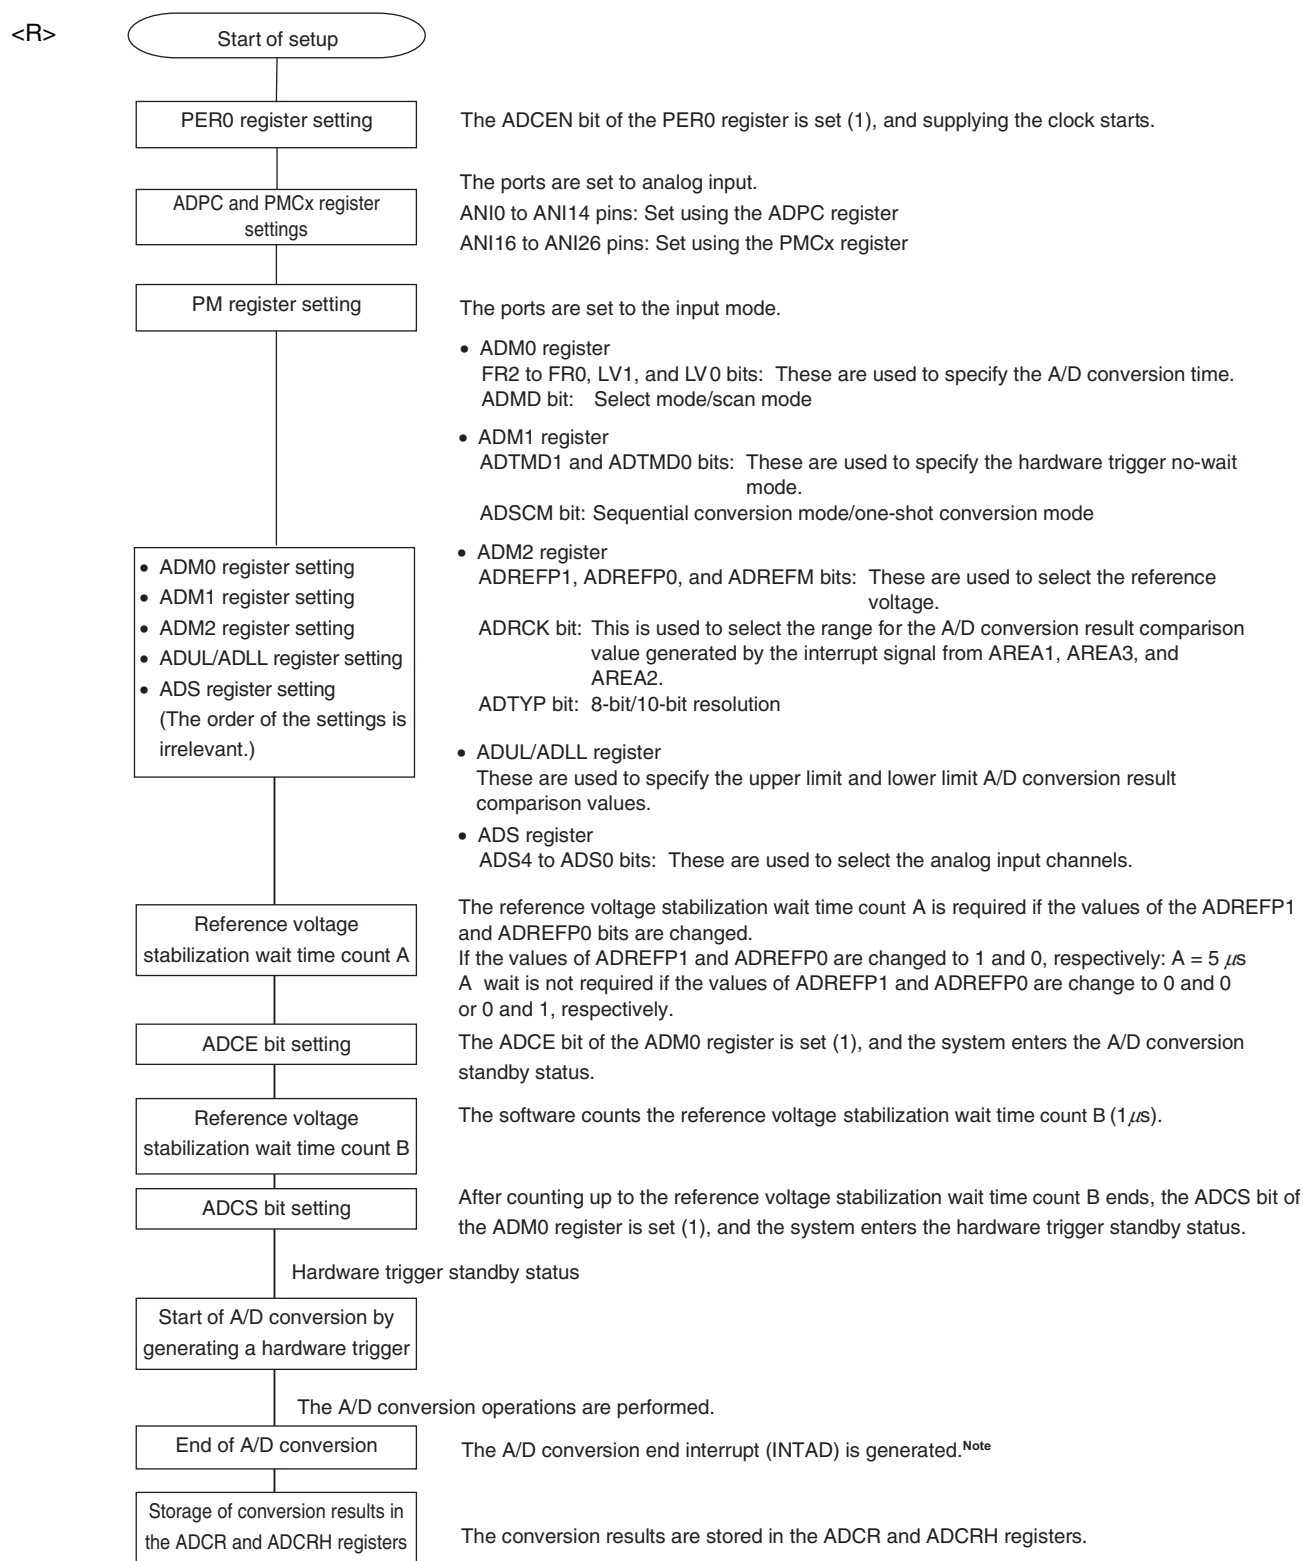 <R>
Start of setup
PER0 register setting
The ADCEN bit of the PER0 register is set (1), and supplying the clock starts.
ADPC and PMCx register
settings
The ports are set to analog input.
ANI0 to ANI14 pins: Set using the ADPC register
ANI16 to ANI26 pins: Set using the PMCx register
PM register setting
The ports are set to the input mode.
• ADM0 register
FR2 to FR0, LV1, and LV0 bits: These are used to specify the A/D conversion time.
ADMD bit: Select mode/scan mode
• ADM1 register
ADTMD1 and ADTMD0 bits: These are used to specify the hardware trigger no-wait
mode.
ADSCM bit: Sequential conversion mode/one-shot conversion mode
• ADM0 register setting
• ADM1 register setting
• ADM2 register setting
• ADUL/ADLL register setting
• ADS register setting
(The order of the settings is
irrelevant.)
• ADM2 register
ADREFP1, ADREFP0, and ADREFM bits: These are used to select the reference
voltage.
ADRCK bit: This is used to select the range for the A/D conversion result comparison
value generated by the interrupt signal from AREA1, AREA3, and
AREA2.
ADTYP bit: 8-bit/10-bit resolution
• ADUL/ADLL register
These are used to specify the upper limit and lower limit A/D conversion result
comparison values.
• ADS register
ADS4 to ADS0 bits: These are used to select the analog input channels.
Reference voltage
stabilization wait time count A
The reference voltage stabilization wait time count A is required if the values of the ADREFP1
and ADREFP0 bits are changed.
If the values of ADREFP1 and ADREFP0 are changed to 1 and 0, respectively: A = 5 μs
A wait is not required if the values of ADREFP1 and ADREFP0 are change to 0 and 0
or 0 and 1, respectively.
ADCE bit setting
The ADCE bit of the ADM0 register is set (1), and the system enters the A/D conversion
standby status.
Reference voltage
stabilization wait time count B
The software counts the reference voltage stabilization wait time count B (1 μs).
ADCS bit setting
After counting up to the reference voltage stabilization wait time count B ends, the ADCS bit of
the ADM0 register is set (1), and the system enters the hardware trigger standby status.
Hardware trigger standby status
Start of A/D conversion by
generating a hardware trigger
The A/D conversion operations are performed.
End of A/D conversion
The A/D conversion end interrupt (INTAD) is generated.Note
Storage of conversion results in
the ADCR and ADCRH registers
The conversion results are stored in the ADCR and ADCRH registers.